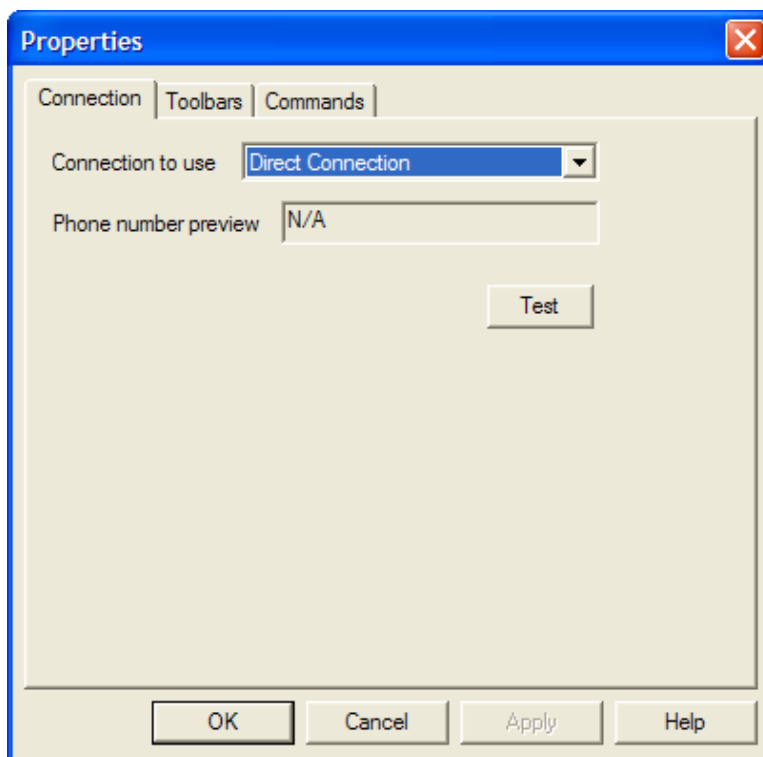 Properties
Connection Toolbars Commands
Connection to use Direct Connection
Phone number preview N/A
Test
OK Cancel Apply Help